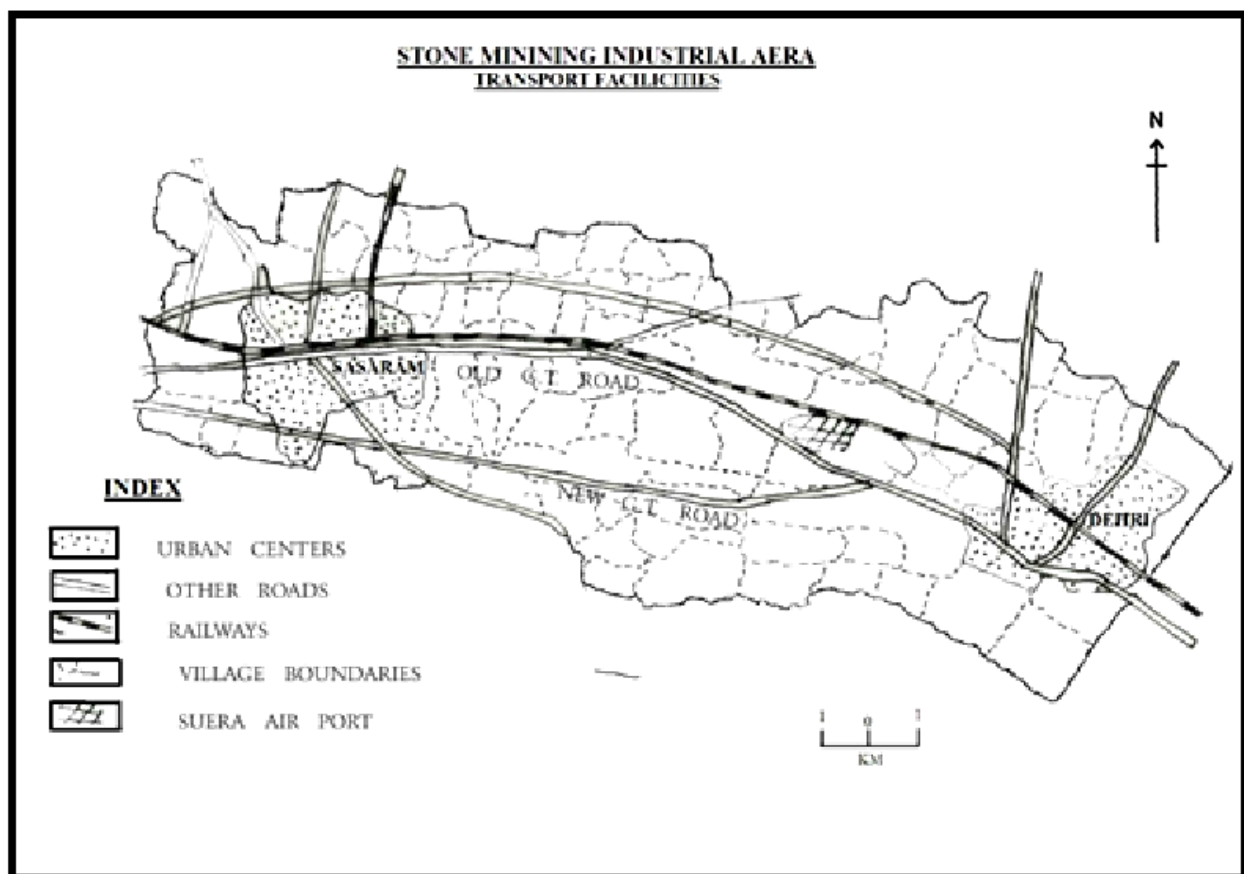 STONE MINING INDUSTRIAL AERA
TRANSPORT FACILICITIES
N
SASARAM
OLD G.T. ROAD
NEW G.T. ROAD
DEHRI
INDEX
URBAN CENTERS
OTHER ROADS
RAILWAYS
VILLAGE BOUNDARIES
SUERA AIR PORT
1 0 1
KM